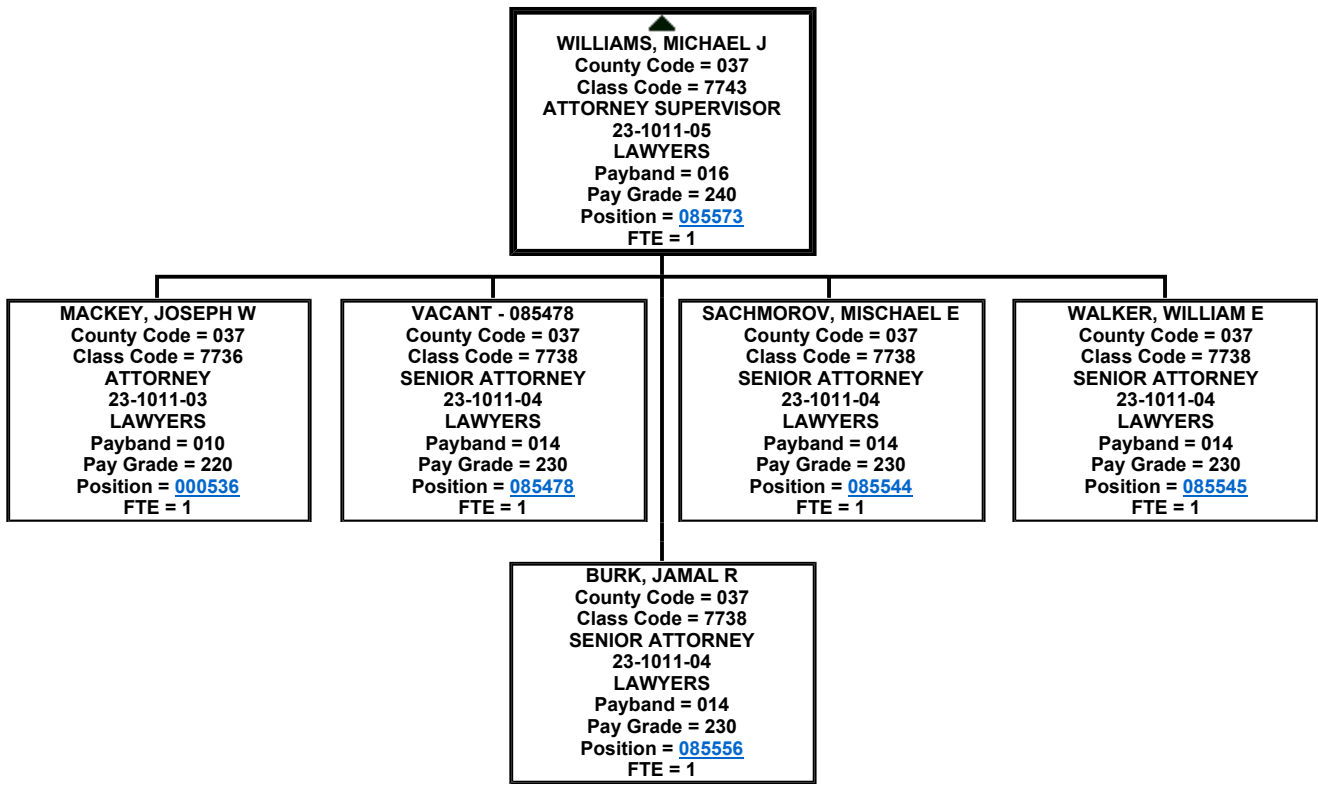 WILLIAMS, MICHAEL J
County Code = 037
Class Code = 7743
ATTORNEY SUPERVISOR
23-1011-05
LAWYERS
Payband = 016
Pay Grade = 240
Position = 085573
FTE = 1
MACKEY, JOSEPH W
County Code = 037
Class Code = 7736
ATTORNEY
23-1011-03
LAWYERS
Payband = 010
Pay Grade = 220
Position = 000536
FTE = 1
VACANT - 085478
County Code = 037
Class Code = 7738
SENIOR ATTORNEY
23-1011-04
LAWYERS
Payband = 014
Pay Grade = 230
Position = 085478
FTE = 1
SACHMOROV, MISCHAEL E
County Code = 037
Class Code = 7738
SENIOR ATTORNEY
23-1011-04
LAWYERS
Payband = 014
Pay Grade = 230
Position = 085544
FTE = 1
WALKER, WILLIAM E
County Code = 037
Class Code = 7738
SENIOR ATTORNEY
23-1011-04
LAWYERS
Payband = 014
Pay Grade = 230
Position = 085545
FTE = 1
BURK, JAMAL R
County Code = 037
Class Code = 7738
SENIOR ATTORNEY
23-1011-04
LAWYERS
Payband = 014
Pay Grade = 230
Position = 085556
FTE = 1